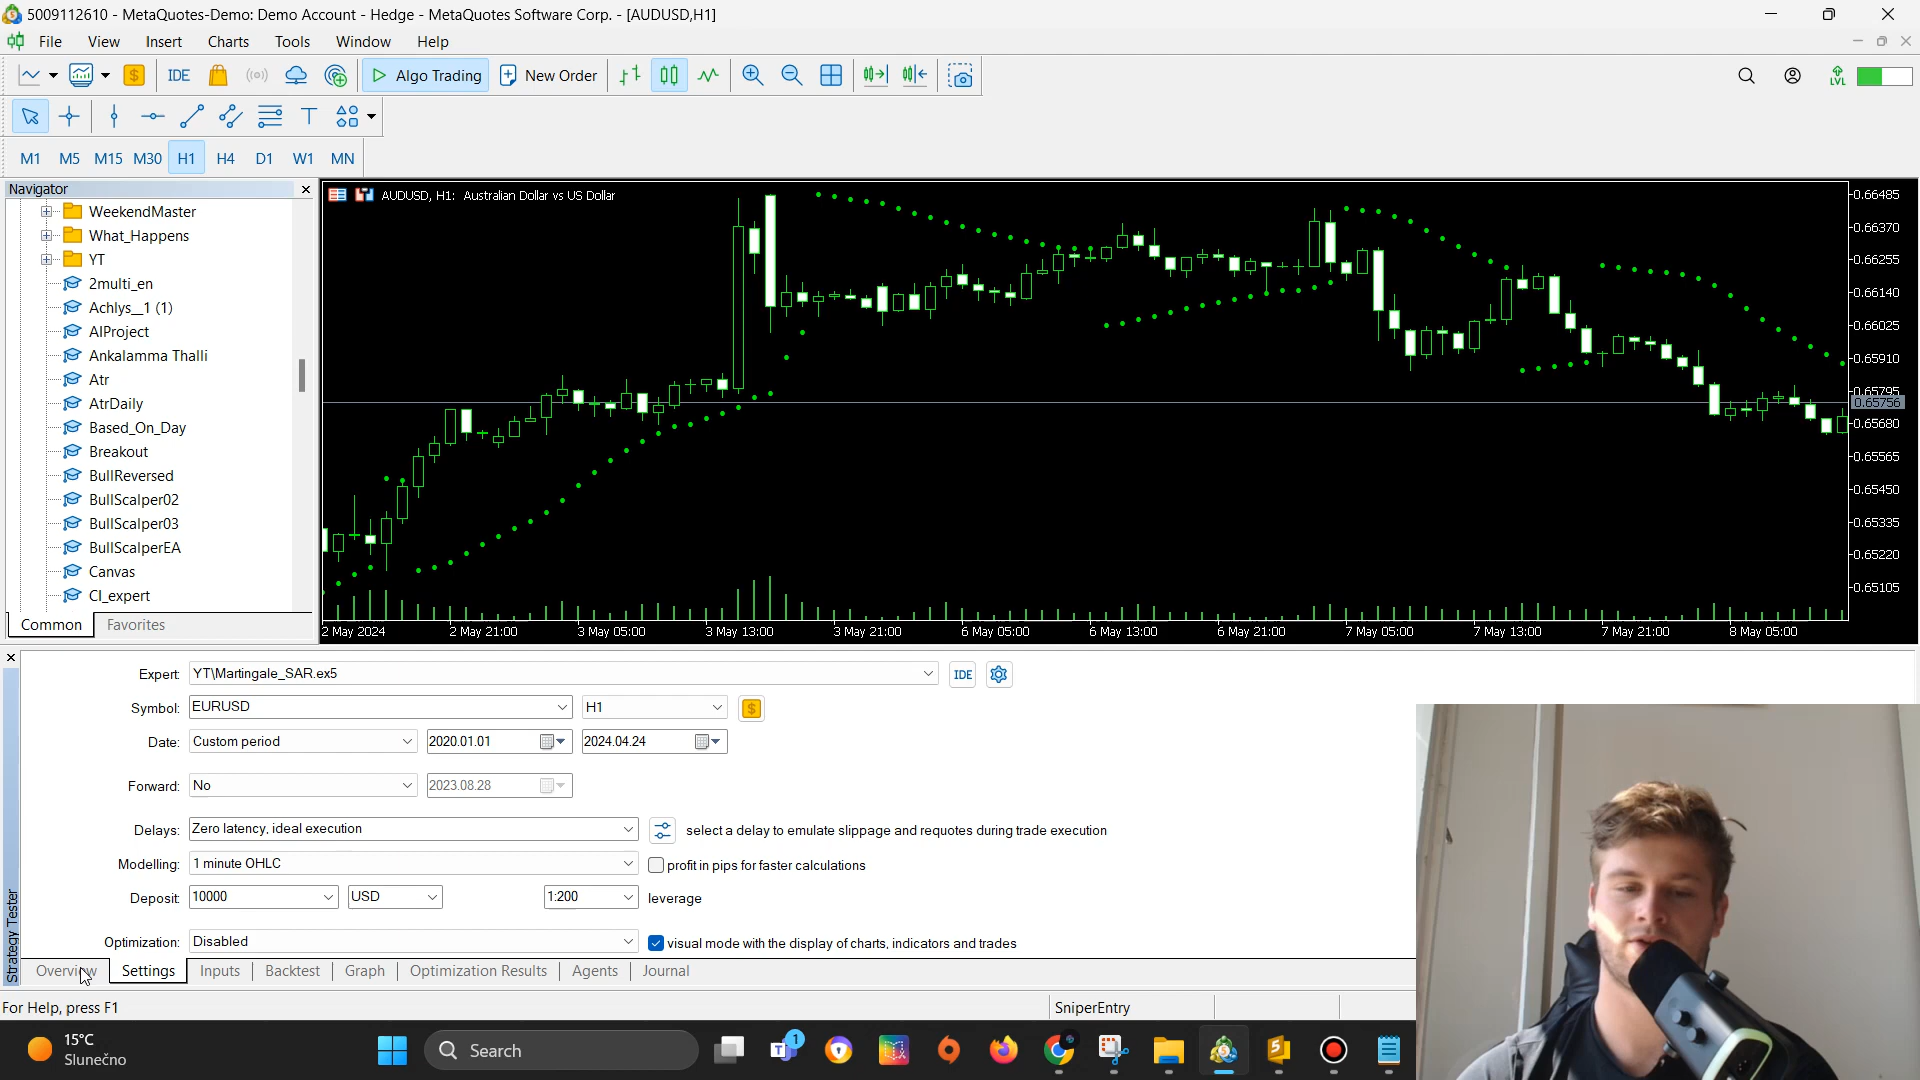 5009112610 - MetaQuotes-Demo: Demo Account - Hedge - MetaQuotes Software Corp. - [AUDUSD,H1]
File View Insert Charts Tools Window Help
IDE Algo Trading New Order LVL
M1 M5 M15 M30 H1 H4 D1 W1 MN
Navigator
WeekendMaster
What_Happens
YT
2multi_en
Achlys__1 (1)
AIProject
Ankalamma Thalli
Atr
AtrDaily
Based_On_Day
Breakout
BullReversed
BullScalper02
BullScalper03
BullScalperEA
Canvas
CI_expert
Common Favorites
AUDUSD, H1: Australian Dollar vs US Dollar
0.66485
0.66370
0.66255
0.66140
0.66025
0.65910
0.65795
0.65756
0.65680
0.65565
0.65450
0.65335
0.65220
0.65105
2 May 2024 2 May 21:00 3 May 05:00 3 May 13:00 3 May 21:00 6 May 05:00 6 May 13:00 6 May 21:00 7 May 05:00 7 May 13:00 7 May 21:00 8 May 05:00
Strategy Tester
Expert: YT\Martingale_SAR.ex5 IDE
Symbol: EURUSD H1 $
Date: Custom period 2020.01.01 2024.04.24
Forward: No 2023.08.28
Delays: Zero latency, ideal execution select a delay to emulate slippage and requotes during trade execution
Modelling: 1 minute OHLC profit in pips for faster calculations
Deposit: 10000 USD 1:200 leverage
Optimization: Disabled visual mode with the display of charts, indicators and trades
Overview Settings Inputs Backtest Graph Optimization Results Agents Journal
For Help, press F1 SniperEntry
15°C
Slunečno
Search
1